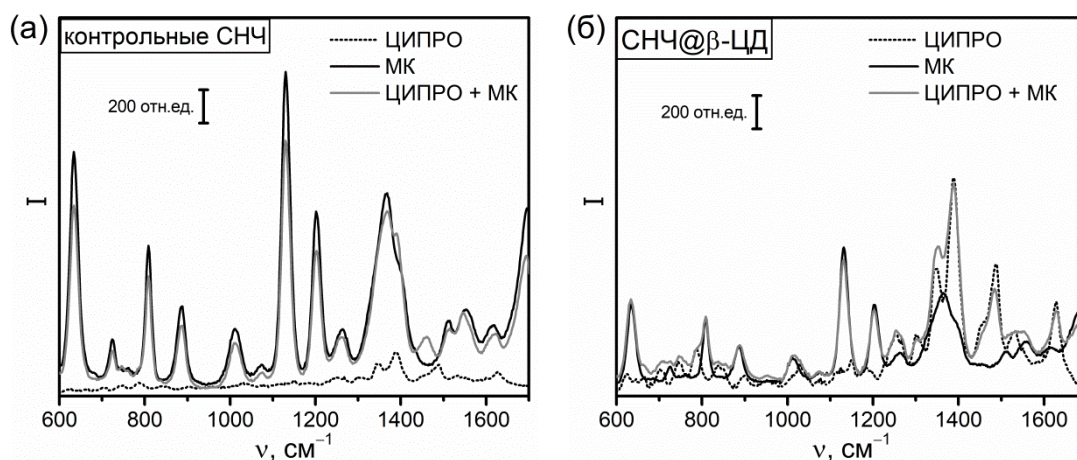 (а)
контрольные СНЧ
ЦИПРО
МК
ЦИПРО + МК
200 отн.ед.
I
600 800 1000 1200 1400 1600
ν, см⁻¹
(б)
СНЧ@β-ЦД
ЦИПРО
МК
ЦИПРО + МК
200 отн.ед.
I
600 800 1000 1200 1400 1600
ν, см⁻¹